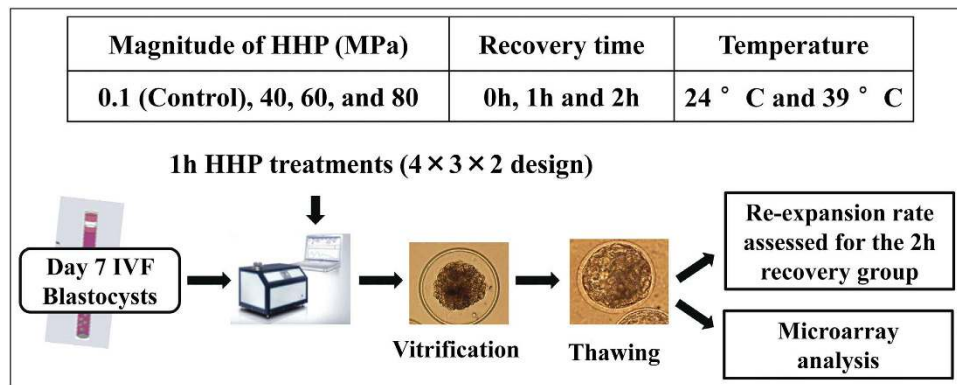 Magnitude of HHP (MPa) Recovery time Temperature
0.1 (Control), 40, 60, and 80 0h, 1h and 2h 24 ° C and 39 ° C
1h HHP treatments (4×3×2 design)
Day 7 IVF
Blastocysts
Vitrification
Thawing
Re-expansion rate
assessed for the 2h
recovery group
Microarray
analysis